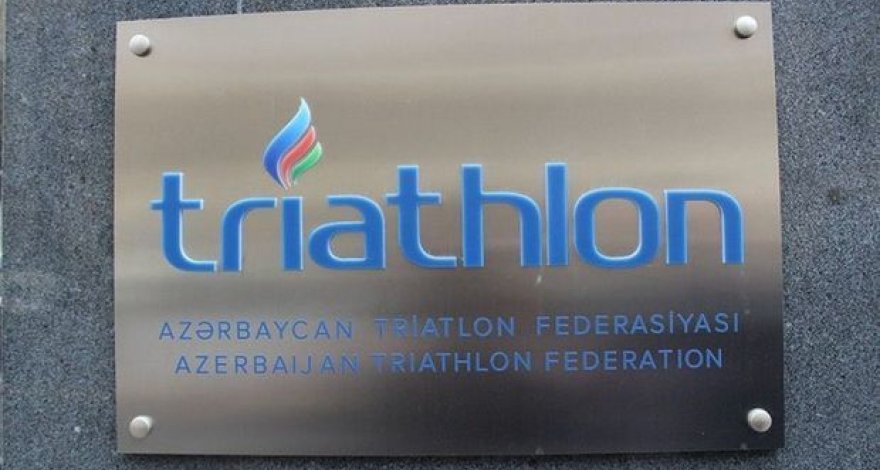 triathlon
AZƏRBAYCAN TRİATLON FEDERASİYASI
AZERBAIJAN TRIATHLON FEDERATION